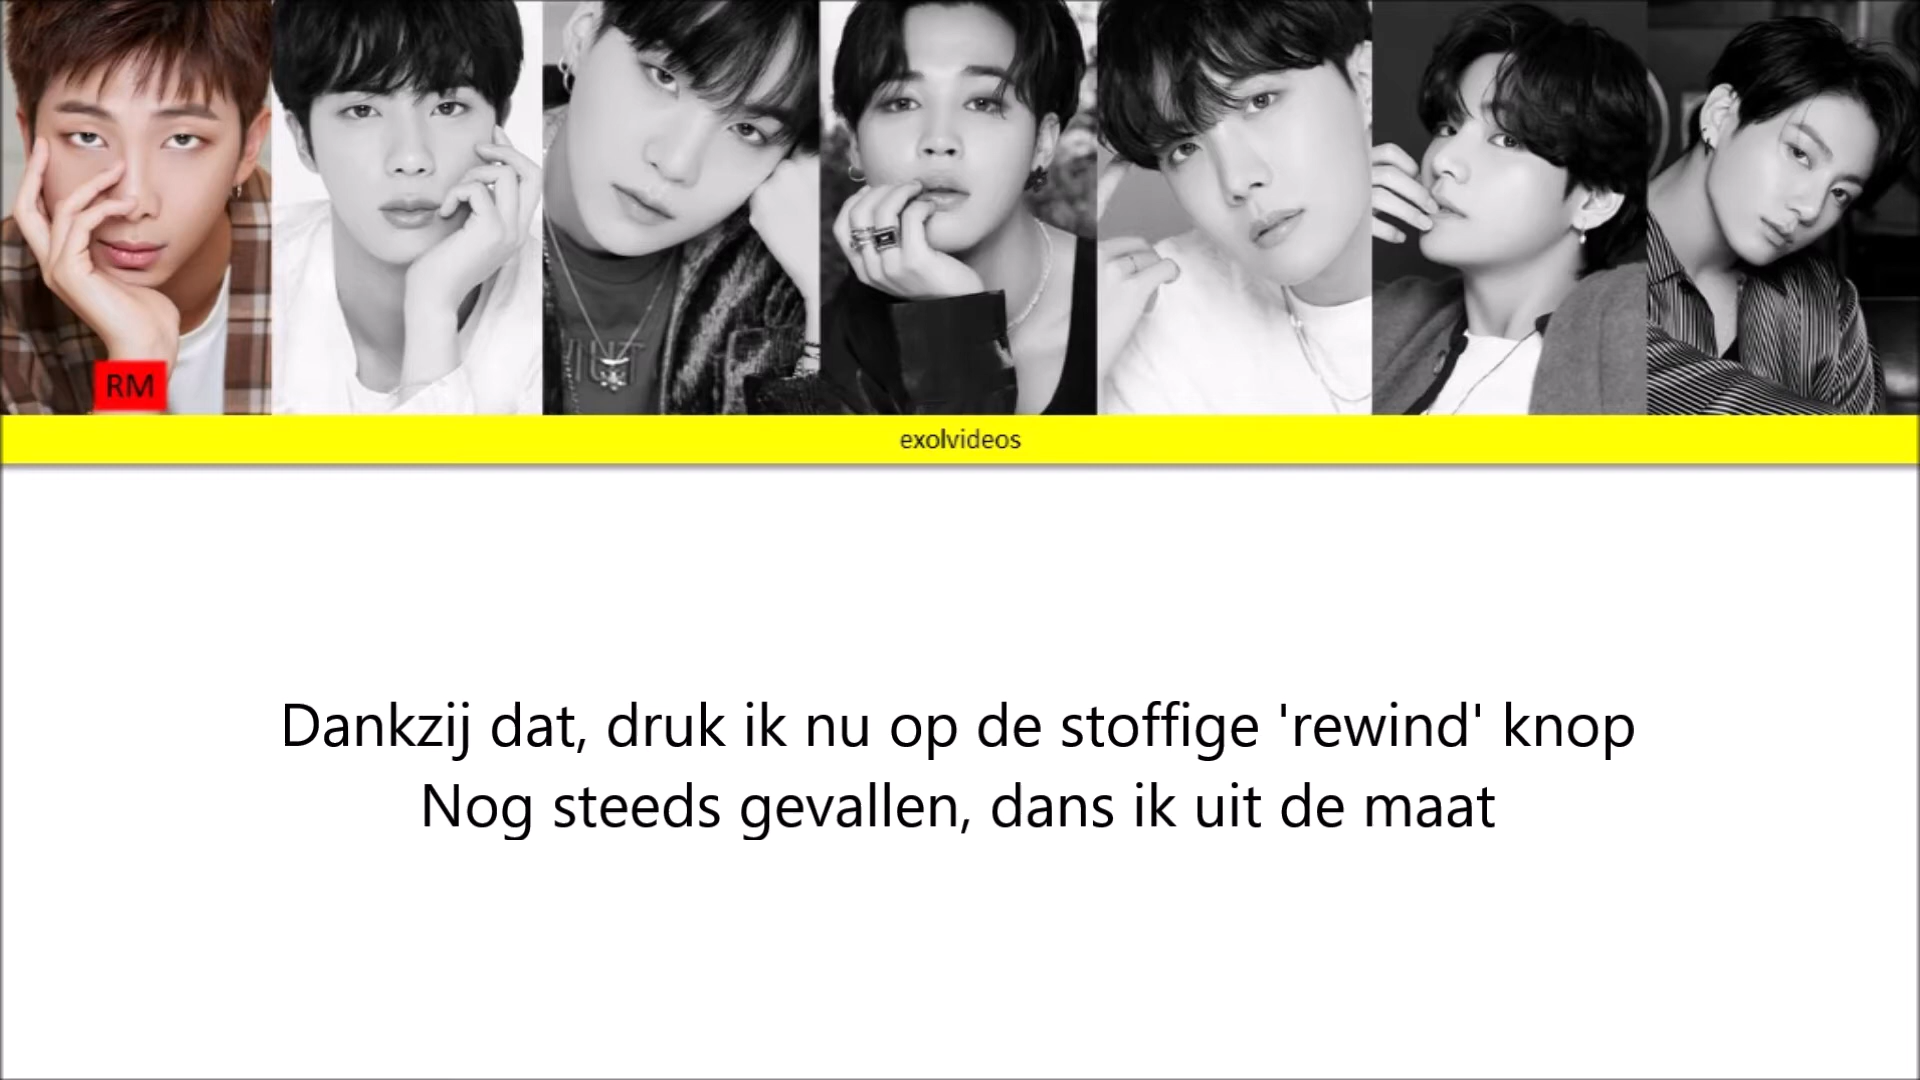 RM
exolvideos
Dankzij dat, druk ik nu op de stoffige 'rewind' knop
Nog steeds gevallen, dans ik uit de maat